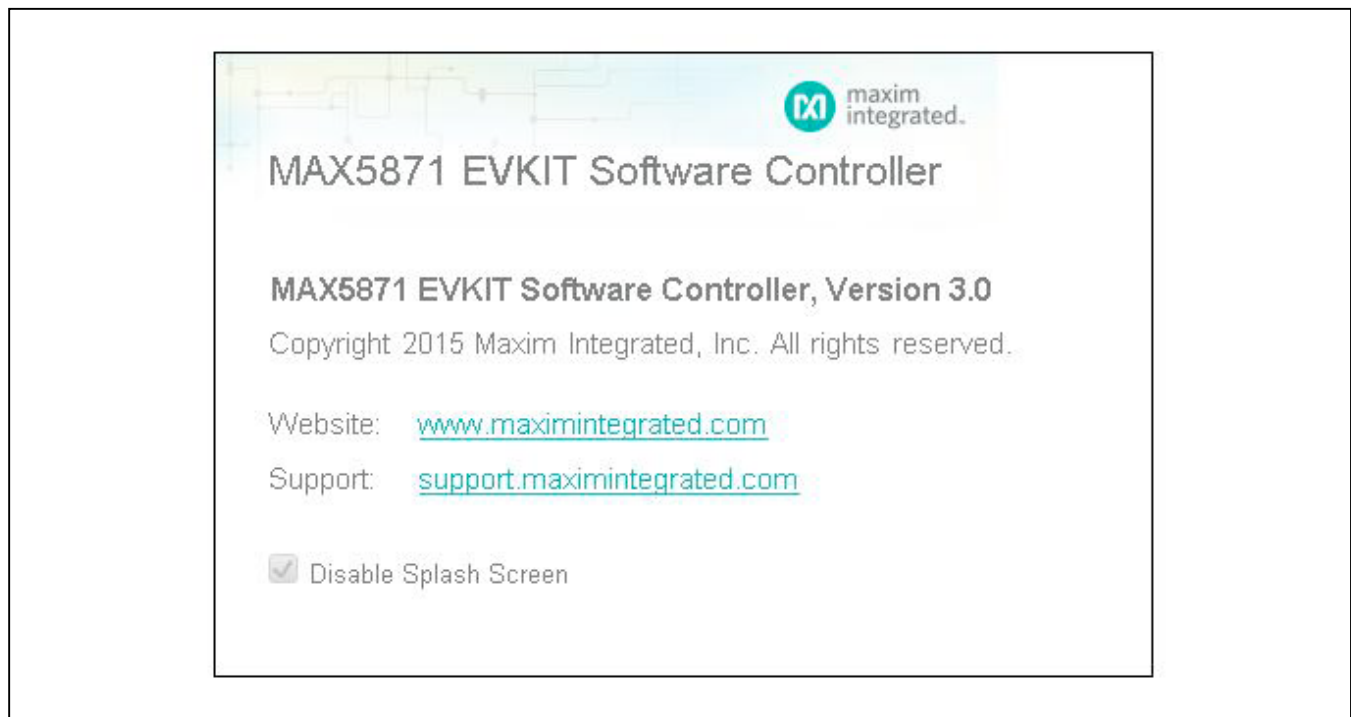 maxim
integrated.
MAX5871 EVKIT Software Controller
MAX5871 EVKIT Software Controller, Version 3.0
Copyright 2015 Maxim Integrated, Inc. All rights reserved.
Website: www.maximintegrated.com
Support: support.maximintegrated.com
Disable Splash Screen